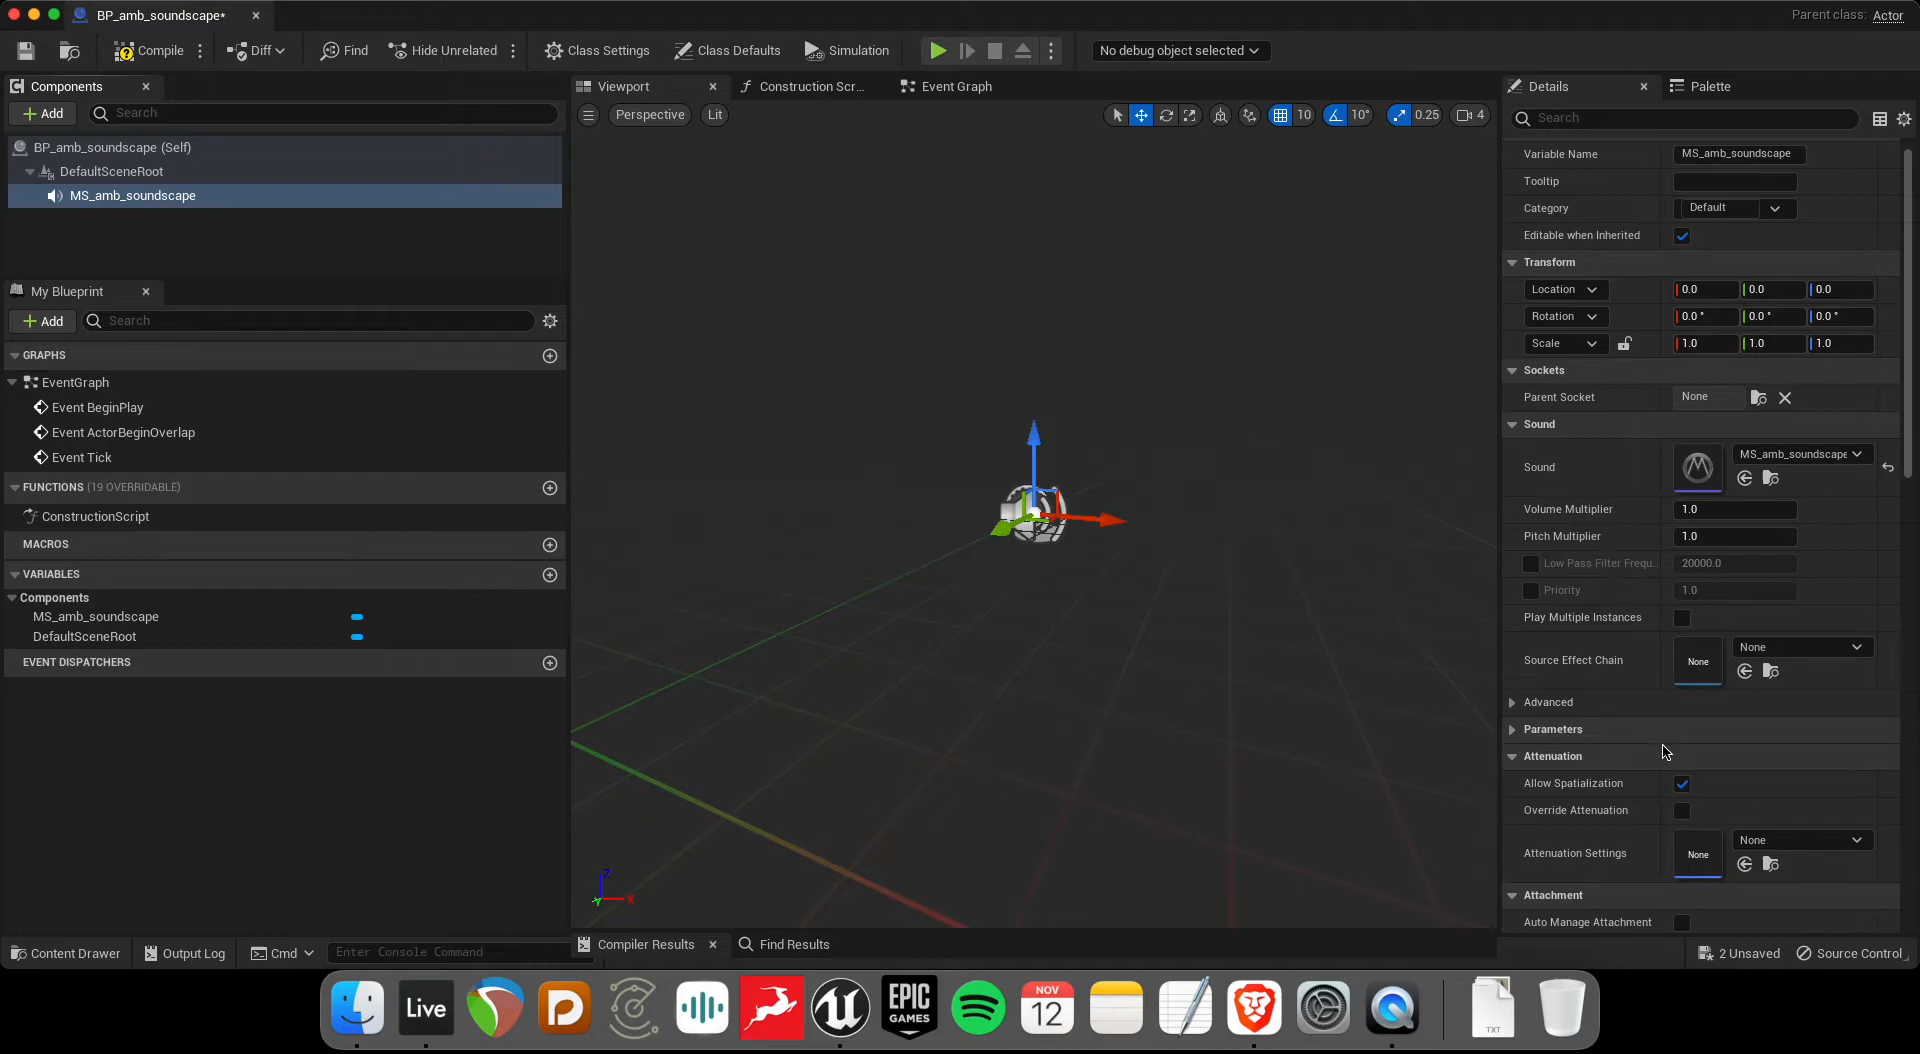 BP_amb_soundscape*
Parent class: Actor
Compile
Diff
Find
Hide Unrelated
Class Settings
Class Defaults
Simulation
No debug object selected
Components
Add
Search
BP_amb_soundscape (Self)
DefaultSceneRoot
MS_amb_soundscape
My Blueprint
Add
Search
GRAPHS
EventGraph
Event BeginPlay
Event ActorBeginOverlap
Event Tick
FUNCTIONS (19 OVERRIDABLE)
ConstructionScript
MACROS
VARIABLES
Components
MS_amb_soundscape
DefaultSceneRoot
EVENT DISPATCHERS
Viewport
Construction Scr...
Event Graph
Perspective
Lit
10
10°
0.25
4
Z
X
Y
Details
Palette
Search
Variable Name MS_amb_soundscape
Tooltip
Category Default
Editable when Inherited
Transform
Location 0.0 0.0 0.0
Rotation 0.0 ° 0.0 ° 0.0 °
Scale 1.0 1.0 1.0
Sockets
Parent Socket None
Sound
Sound MS_amb_soundscape
Volume Multiplier 1.0
Pitch Multiplier 1.0
Low Pass Filter Frequ... 20000.0
Priority 1.0
Play Multiple Instances
Source Effect Chain None None
Advanced
Parameters
Attenuation
Allow Spatialization
Override Attenuation
Attenuation Settings None None
Attachment
Auto Manage Attachment
Content Drawer
Output Log
Cmd
Enter Console Command
Compiler Results
Find Results
2 Unsaved
Source Control
Live
EPIC
GAMES
NOV
12
TXT